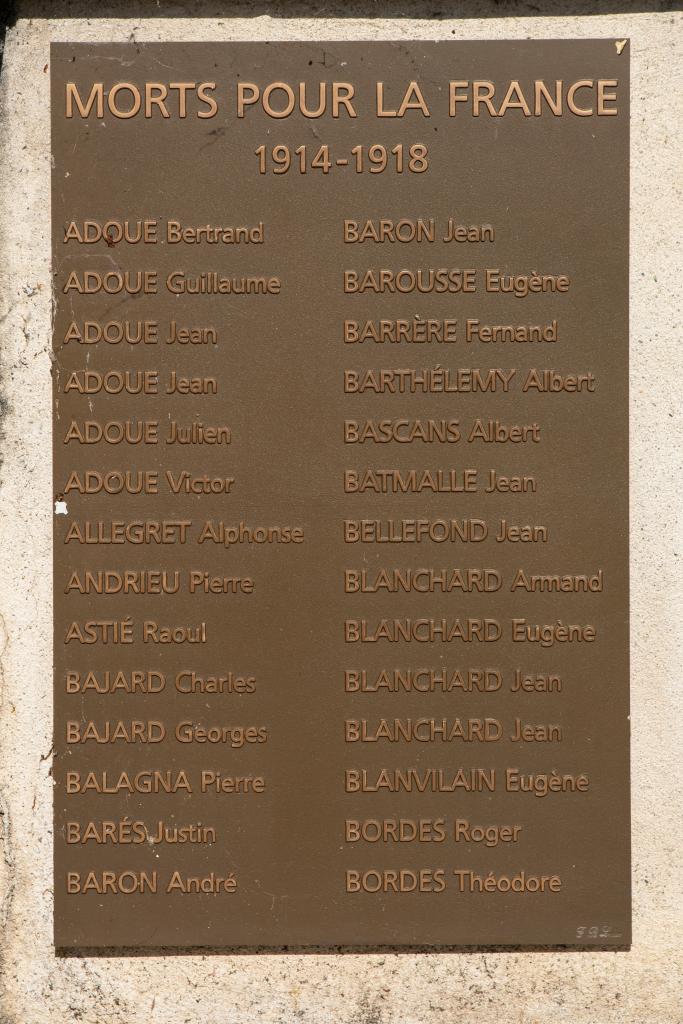 MORTS POUR LA FRANCE
1914-1918
ADOUE Bertrand
ADOUE Guillaume
ADOUE Jean
ADOUE Jean
ADOUE Julien
ADOUE Victor
ALLEGRET Alphonse
ANDRIEU Pierre
ASTIÉ Raoul
BAJARD Charles
BAJARD Georges
BALAGNA Pierre
BARÉS Justin
BARON André
BARON Jean
BAROUSSE Eugène
BARRÈRE Fernand
BARTHÉLEMY Albert
BASCANS Albert
BATMALLE Jean
BELLEFOND Jean
BLANCHARD Armand
BLANCHARD Eugène
BLANCHARD Jean
BLANCHARD Jean
BLANVILAIN Eugène
BORDES Roger
BORDES Théodore